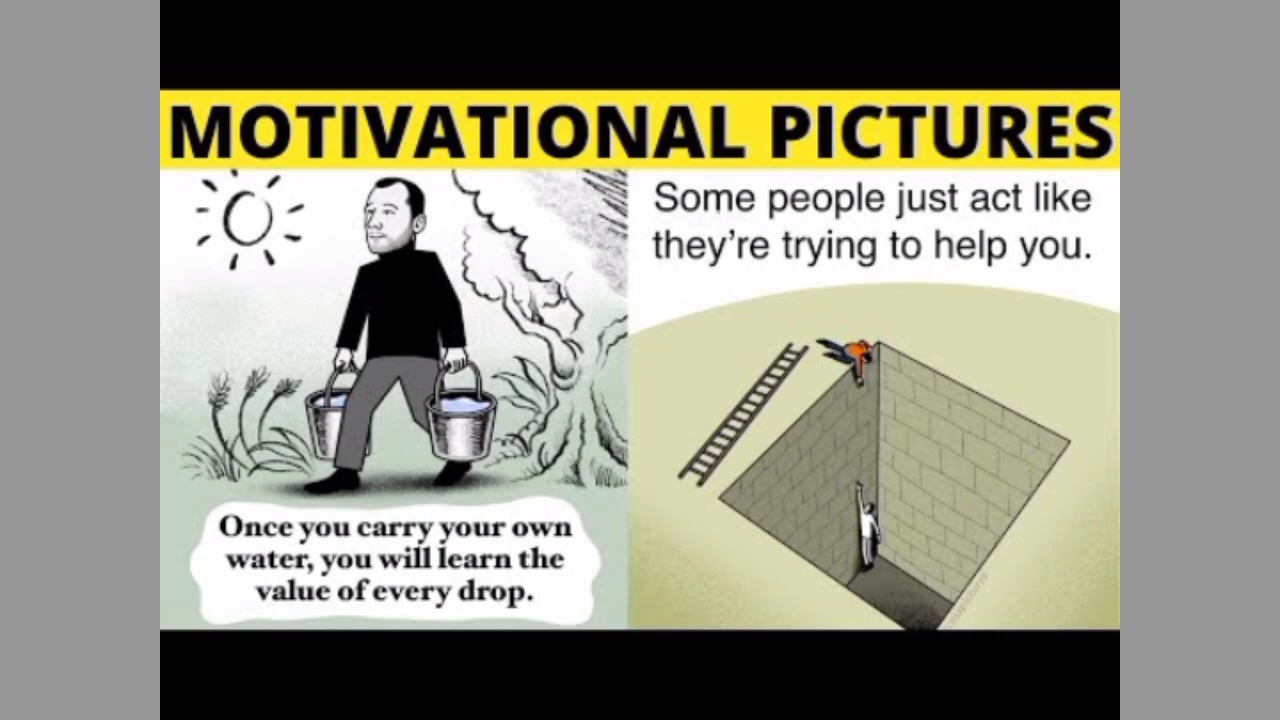 MOTIVATIONAL PICTURES
Once you carry your own
water, you will learn the
value of every drop.
Some people just act like
they're trying to help you.